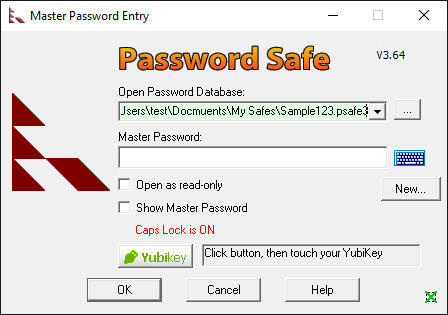 Master Password Entry
Password Safe
V3.64
Open Password Database:
Jsers\test\Docmuents\My Safes\Sample123.psafe3
...
Master Password:
Open as read-only
New...
Show Master Password
Caps Lock is ON
Yubikey
Click button, then touch your YubiKey
OK
Cancel
Help